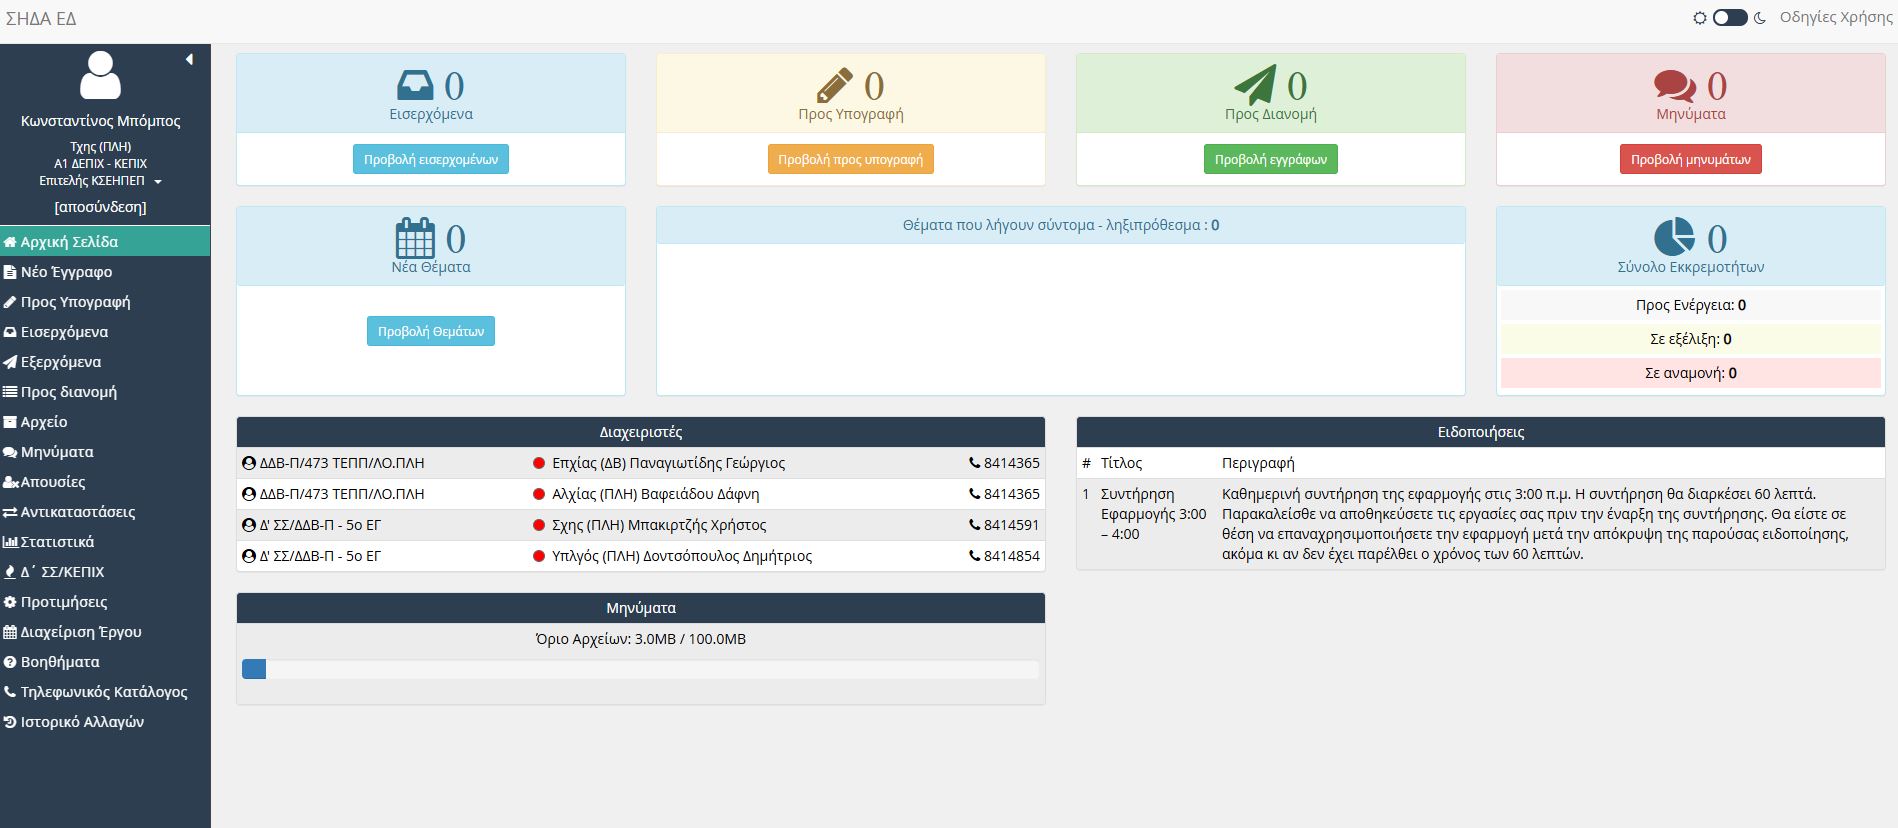 ΣΗΔΑ ΕΔ
Οδηγίες Χρήσης
Κωνσταντίνος Μπόμπος
Τχης (ΠΛΗ)
Α1 ΔΕΠΙΧ - ΚΕΠΙΧ
Επιτελής ΚΣΕΗΠΕΠ
[αποσύνδεση]
Αρχική Σελίδα
Νέο Έγγραφο
Προς Υπογραφή
Εισερχόμενα
Εξερχόμενα
Προς διανομή
Αρχείο
Μηνύματα
Απουσίες
Αντικαταστάσεις
Στατιστικά
Δ΄ ΣΣ/ΚΕΠΙΧ
Προτιμήσεις
Διαχείριση Έργου
Βοηθήματα
Τηλεφωνικός Κατάλογος
Ιστορικό Αλλαγών
0
Εισερχόμενα
Προβολή εισερχομένων
0
Προς Υπογραφή
Προβολή προς υπογραφή
0
Προς Διανομή
Προβολή εγγράφων
0
Μηνύματα
Προβολή μηνυμάτων
0
Νέα Θέματα
Προβολή Θεμάτων
Θέματα που λήγουν σύντομα - ληξιπρόθεσμα : 0
0
Σύνολο Εκκρεμοτήτων
Προς Ενέργεια: 0
Σε εξέλιξη: 0
Σε αναμονή: 0
Διαχειριστές
ΔΔΒ-Π/473 ΤΕΠΠ/ΛΟ.ΠΛΗ Επχίας (ΔΒ) Παναγιωτίδης Γεώργιος 8414365
ΔΔΒ-Π/473 ΤΕΠΠ/ΛΟ.ΠΛΗ Αλχίας (ΠΛΗ) Βαφειάδου Δάφνη 8414365
Δ' ΣΣ/ΔΔΒ-Π - 5ο ΕΓ Σχης (ΠΛΗ) Μπακιρτζής Χρήστος 8414591
Δ' ΣΣ/ΔΔΒ-Π - 5ο ΕΓ Υπλγός (ΠΛΗ) Δοντσόπουλος Δημήτριος 8414854
Μηνύματα
Όριο Αρχείων: 3.0MB / 100.0MB
Ειδοποιήσεις
# Τίτλος Περιγραφή
1 Συντήρηση Καθημερινή συντήρηση της εφαρμογής στις 3:00 π.μ. Η συντήρηση θα διαρκέσει 60 λεπτά.
Εφαρμογής 3:00 Παρακαλείσθε να αποθηκεύσετε τις εργασίες σας πριν την έναρξη της συντήρησης. Θα είστε σε
– 4:00 θέση να επαναχρησιμοποιήσετε την εφαρμογή μετά την απόκρυψη της παρούσας ειδοποίησης,
ακόμα κι αν δεν έχει παρέλθει ο χρόνος των 60 λεπτών.